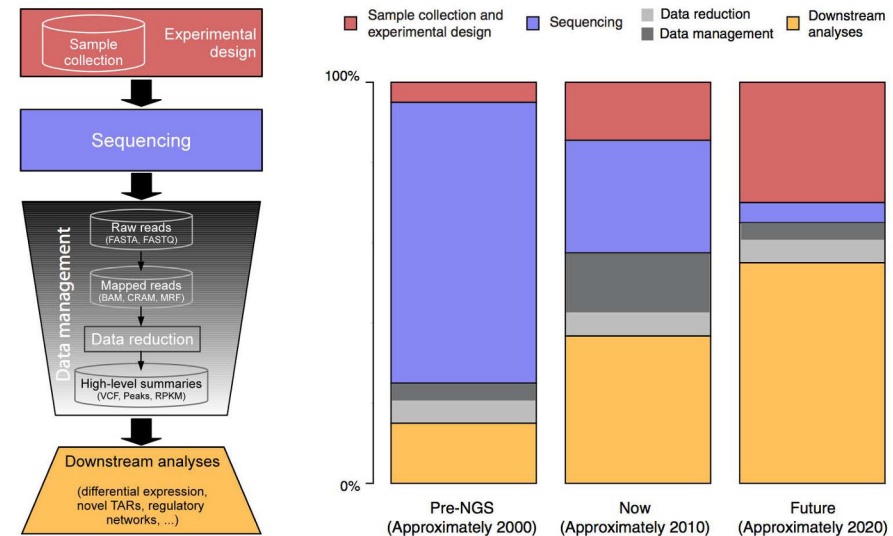 Sample
collection
Experimental
design
Sequencing
Data management
Raw reads
(FASTA, FASTQ)
Mapped reads
(BAM, CRAM, MRF)
Data reduction
High-level summaries
(VCF, Peaks, RPKM)
Downstream analyses
(differential expression,
novel TARs, regulatory
networks, ...)
Sample collection and
experimental design
Sequencing
Data reduction
Data management
Downstream
analyses
100%
0%
Pre-NGS
(Approximately 2000)
Now
(Approximately 2010)
Future
(Approximately 2020)